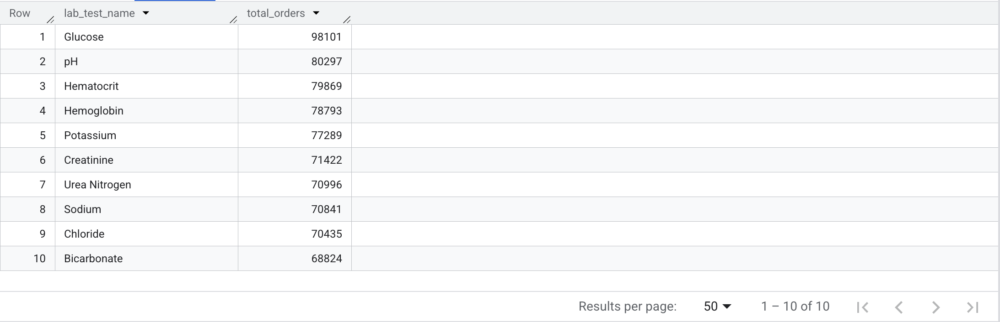 Row lab_test_name total_orders
1 Glucose 98101
2 pH 80297
3 Hematocrit 79869
4 Hemoglobin 78793
5 Potassium 77289
6 Creatinine 71422
7 Urea Nitrogen 70996
8 Sodium 70841
9 Chloride 70435
10 Bicarbonate 68824
Results per page: 50 1 – 10 of 10